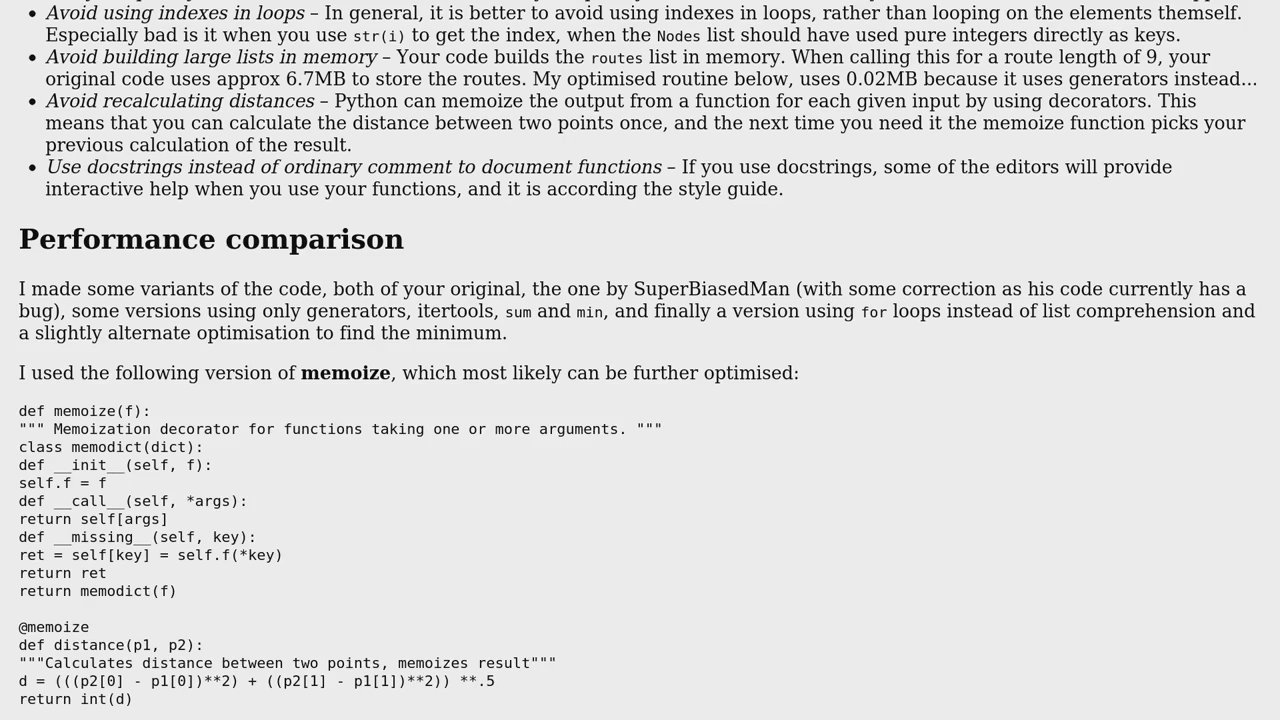 Avoid using indexes in loops – In general, it is better to avoid using indexes in loops, rather than looping on the elements themself.
Especially bad is it when you use str(i) to get the index, when the Nodes list should have used pure integers directly as keys.
Avoid building large lists in memory – Your code builds the routes list in memory. When calling this for a route length of 9, your
original code uses approx 6.7MB to store the routes. My optimised routine below, uses 0.02MB because it uses generators instead…
Avoid recalculating distances – Python can memoize the output from a function for each given input by using decorators. This
means that you can calculate the distance between two points once, and the next time you need it the memoize function picks your
previous calculation of the result.
Use docstrings instead of ordinary comment to document functions – If you use docstrings, some of the editors will provide
interactive help when you use your functions, and it is according the style guide.
Performance comparison
I made some variants of the code, both of your original, the one by SuperBiasedMan (with some correction as his code currently has a
bug), some versions using only generators, itertools, sum and min, and finally a version using for loops instead of list comprehension and
a slightly alternate optimisation to find the minimum.
I used the following version of memoize, which most likely can be further optimised:
def memoize(f):
""" Memoization decorator for functions taking one or more arguments. """
class memodict(dict):
def __init__(self, f):
self.f = f
def __call__(self, *args):
return self[args]
def __missing__(self, key):
ret = self[key] = self.f(*key)
return ret
return memodict(f)
@memoize
def distance(p1, p2):
"""Calculates distance between two points, memoizes result"""
d = (((p2[0] - p1[0])**2) + ((p2[1] - p1[1])**2)) **.5
return int(d)